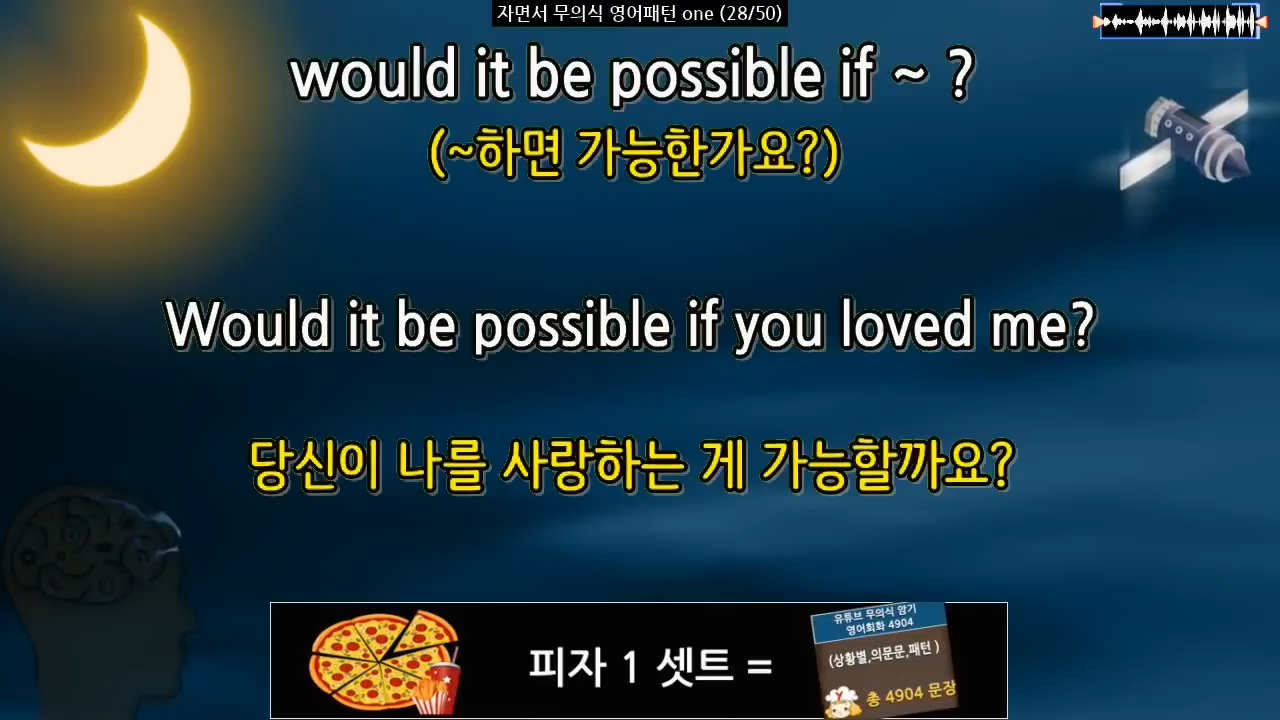 자면서 무의식 영어패턴 one (28/50)
would it be possible if ~ ?
(~하면 가능한가요?)
Would it be possible if you loved me?
당신이 나를 사랑하는 게 가능할까요?
피자 1 셋트 =
유튜브 무의식 암기
영어회화 4904
(상황별,의문문,패턴 )
총 4904 문장